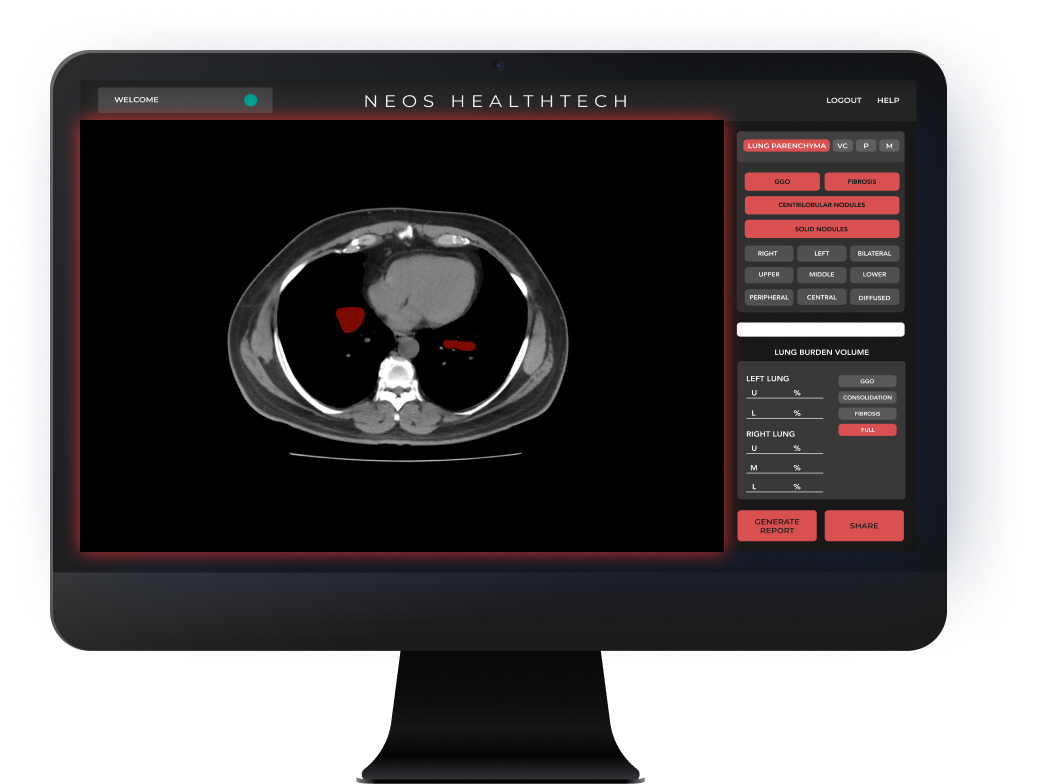 WELCOME
NEOS HEALTHTECH
LOGOUT HELP
LUNG PARENCHYMA VC P M
GGO FIBROSIS
CENTRILOBULAR NODULES
SOLID NODULES
RIGHT LEFT BILATERAL
UPPER MIDDLE LOWER
PERIPHERAL CENTRAL DIFFUSED
LUNG BURDEN VOLUME
LEFT LUNG
U %
L %
RIGHT LUNG
U %
M %
L %
GGO
CONSOLIDATION
FIBROSIS
FULL
GENERATE
REPORT
SHARE